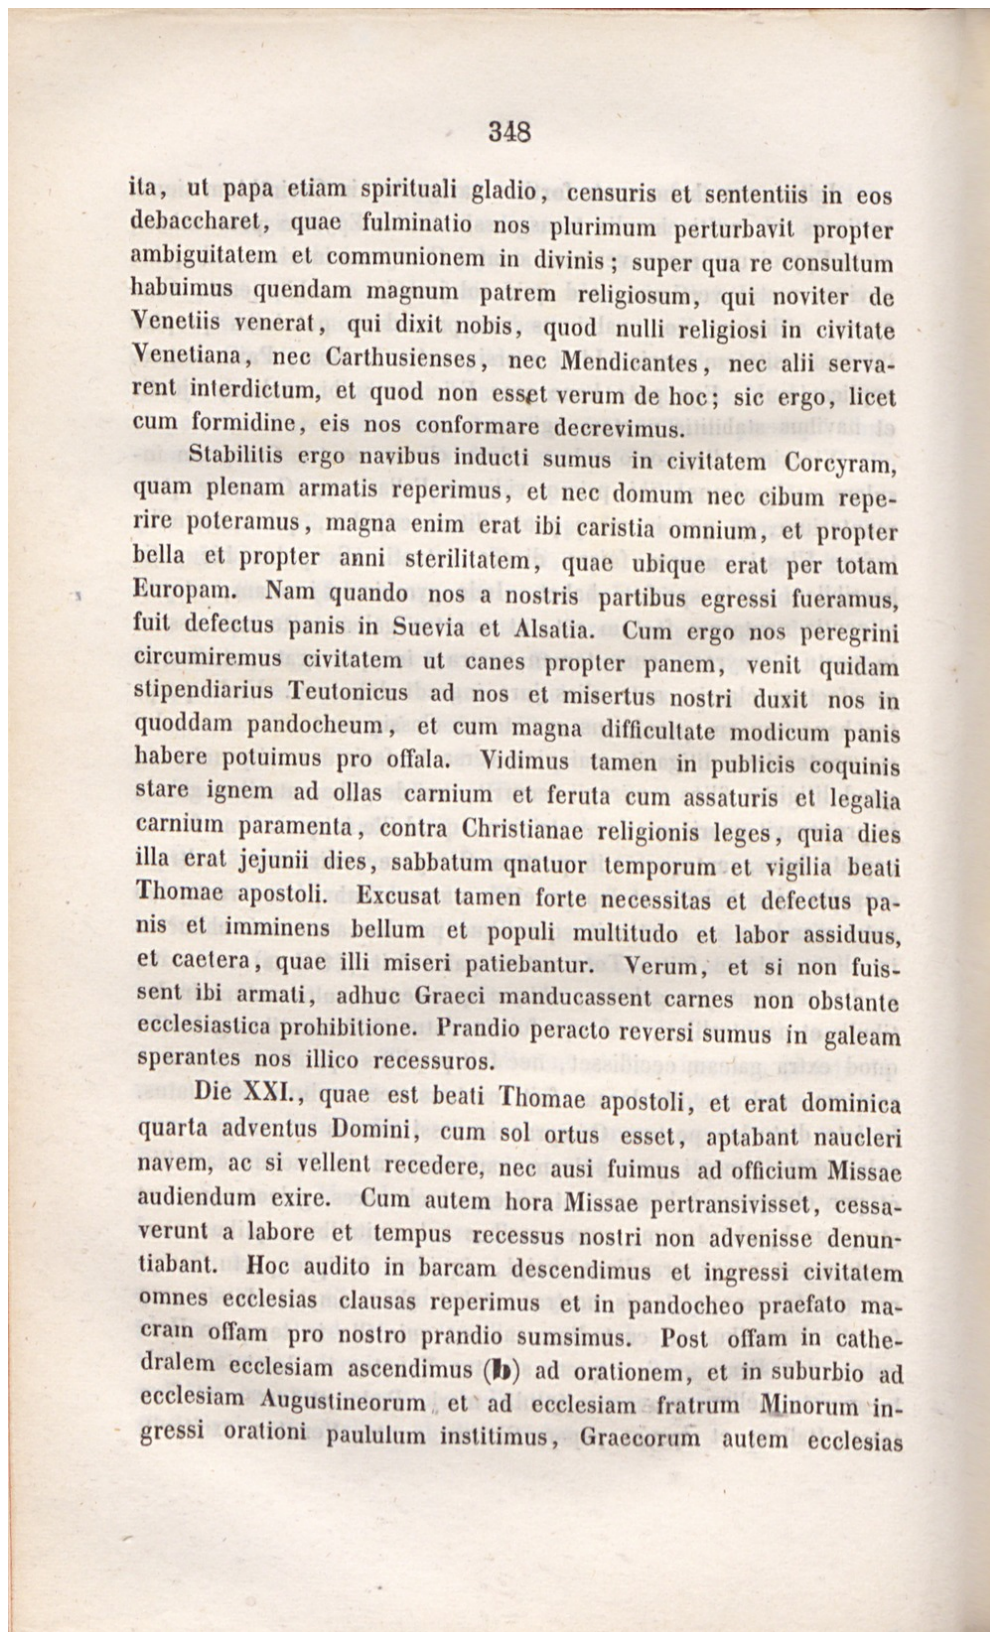 348
ita, ut papa etiam spirituali gladio, censuris et sententiis in eos
debaccharet, quae fulminatio nos plurimum perturbavit propter
ambiguitatem et communionem in divinis; super qua re consultum
habuimus quendam magnum patrem religiosum, qui noviter de
Venetiis venerat, qui dixit nobis, quod nulli religiosi in civitate
Venetiana, nec Carthusienses, nec Mendicantes, nec alii serva-
rent interdictum, et quod non esset verum de hoc; sic ergo, licet
cum formidine, eis nos conformare decrevimus.
Stabilitis ergo navibus inducti sumus in civitatem Corcyram,
quam plenam armatis reperimus, et nec domum nec cibum repe-
rire poteramus, magna enim erat ibi caristia omnium, et propter
bella et propter anni sterilitatem, quae ubique erat per totam
Europam. Nam quando nos a nostris partibus egressi fueramus,
fuit defectus panis in Suevia et Alsatia. Cum ergo nos peregrini
circumiremus civitatem ut canes propter panem, venit quidam
stipendiarius Teutonicus ad nos et misertus nostri duxit nos in
quoddam pandocheum, et cum magna difficultate modicum panis
habere potuimus pro offala. Vidimus tamen in publicis coquinis
stare ignem ad ollas carnium et feruta cum assaturis et legalia
carnium paramenta, contra Christianae religionis leges, quia dies
illa erat jejunii dies, sabbatum qnatuor temporum et vigilia beati
Thomae apostoli. Excusat tamen forte necessitas et defectus pa-
nis et imminens bellum et populi multitudo et labor assiduus,
et caetera, quae illi miseri patiebantur. Verum, et si non fuis-
sent ibi armati, adhuc Graeci manducassent carnes non obstante
ecclesiastica prohibitione. Prandio peracto reversi sumus in galeam
sperantes nos illico recessuros.
Die XXI., quae est beati Thomae apostoli, et erat dominica
quarta adventus Domini, cum sol ortus esset, aptabant naucleri
navem, ac si vellent recedere, nec ausi fuimus ad officium Missae
audiendum exire. Cum autem hora Missae pertransivisset, cessa-
verunt a labore et tempus recessus nostri non advenisse denun-
tiabant. Hoc audito in barcam descendimus et ingressi civitatem
omnes ecclesias clausas reperimus et in pandocheo praefato ma-
cram offam pro nostro prandio sumsimus. Post offam in cathe-
dralem ecclesiam ascendimus (b) ad orationem, et in suburbio ad
ecclesiam Augustineorum et ad ecclesiam fratrum Minorum in-
gressi orationi paululum institimus, Graecorum autem ecclesias